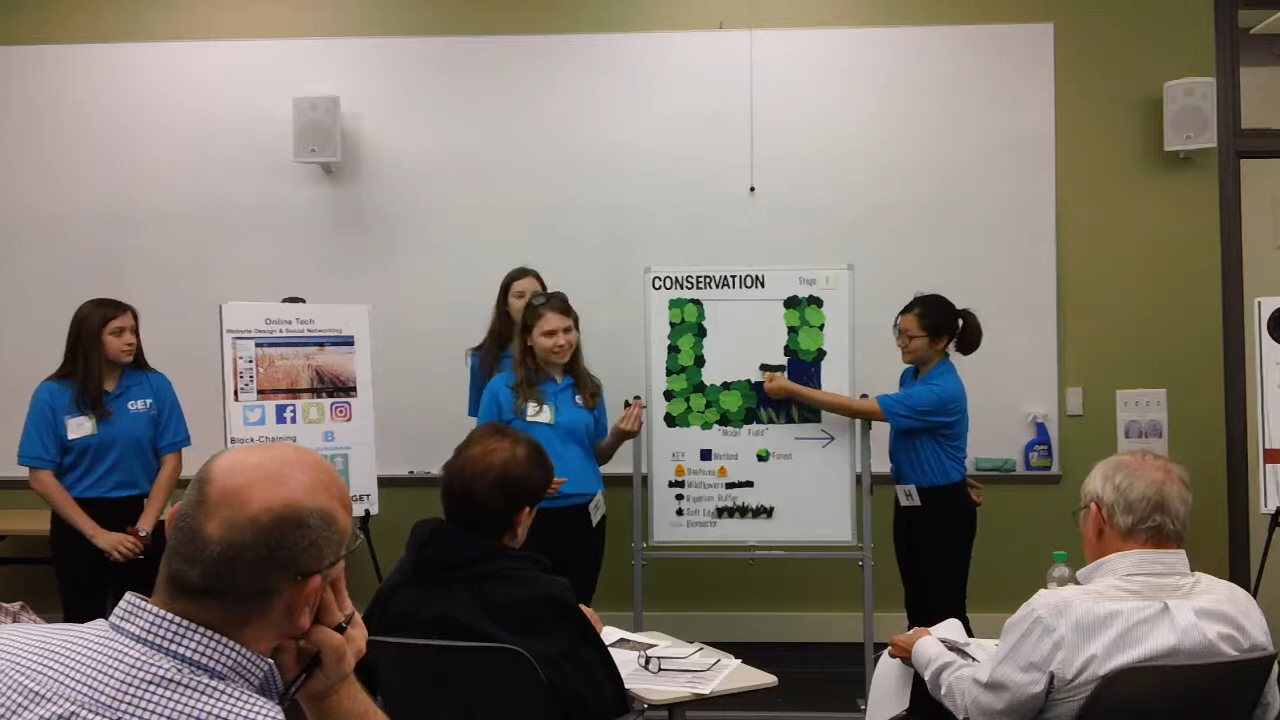 Online Tech
Website Design & Social Networking
Block-Chaining
GET
GET
CONSERVATION
Stage 1
"Model Field"
KEY
Wetland
Forest
Beehives
Wildflowers
Riparian Buffer
Soft Edge
Bioreactor
H